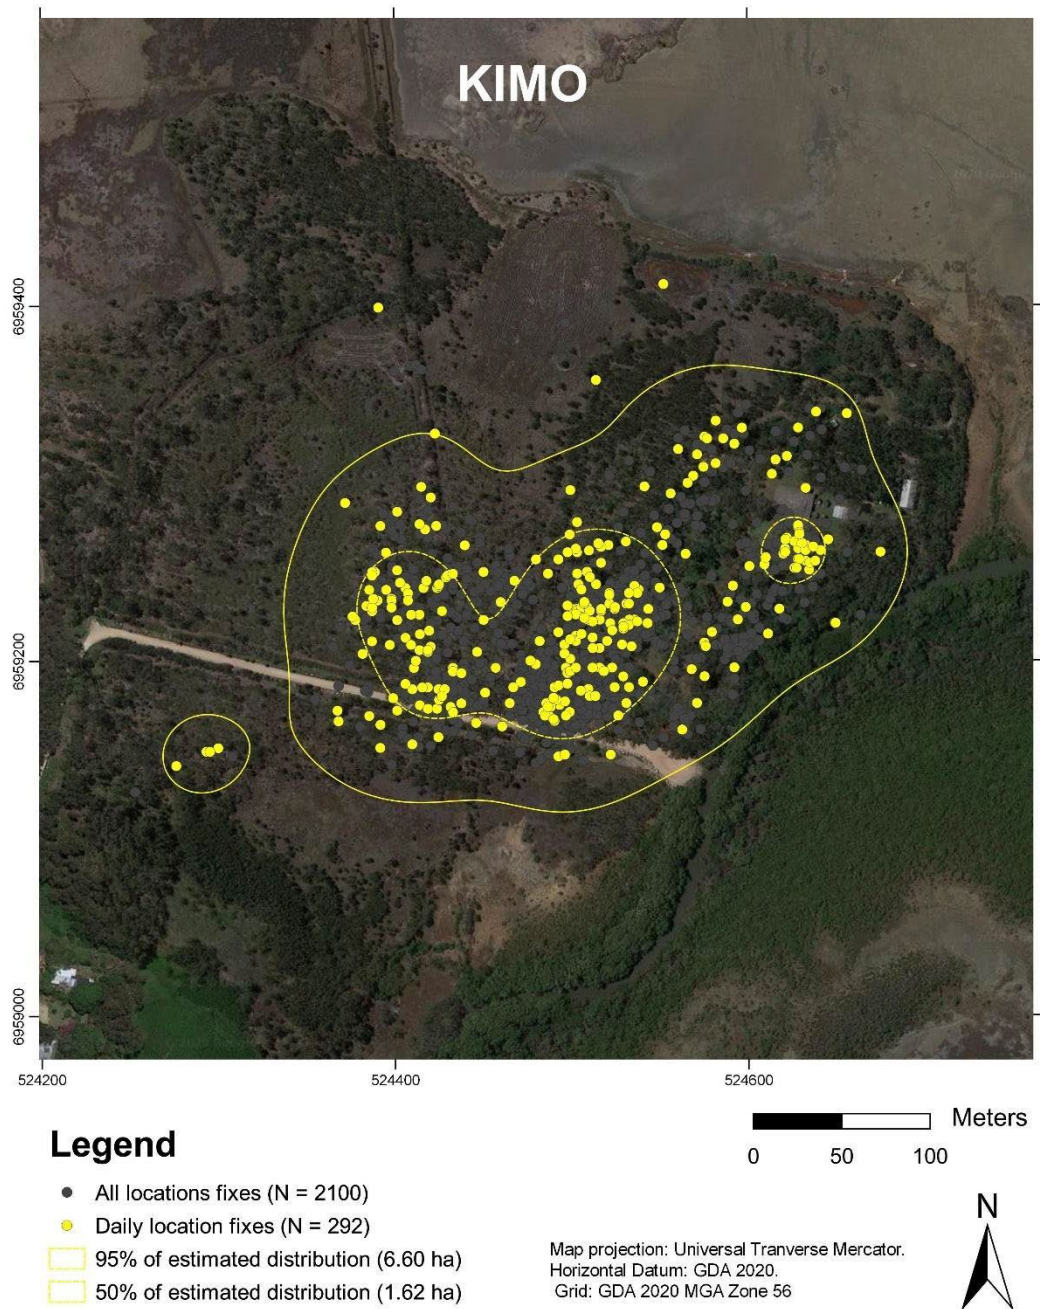 KIMO
6959400
6959200
6959000
524200
524400
524600
Meters
0 50 100
Legend
All locations fixes (N = 2100)
Daily location fixes (N = 292)
95% of estimated distribution (6.60 ha)
50% of estimated distribution (1.62 ha)
Map projection: Universal Tranverse Mercator.
Horizontal Datum: GDA 2020.
Grid: GDA 2020 MGA Zone 56
N